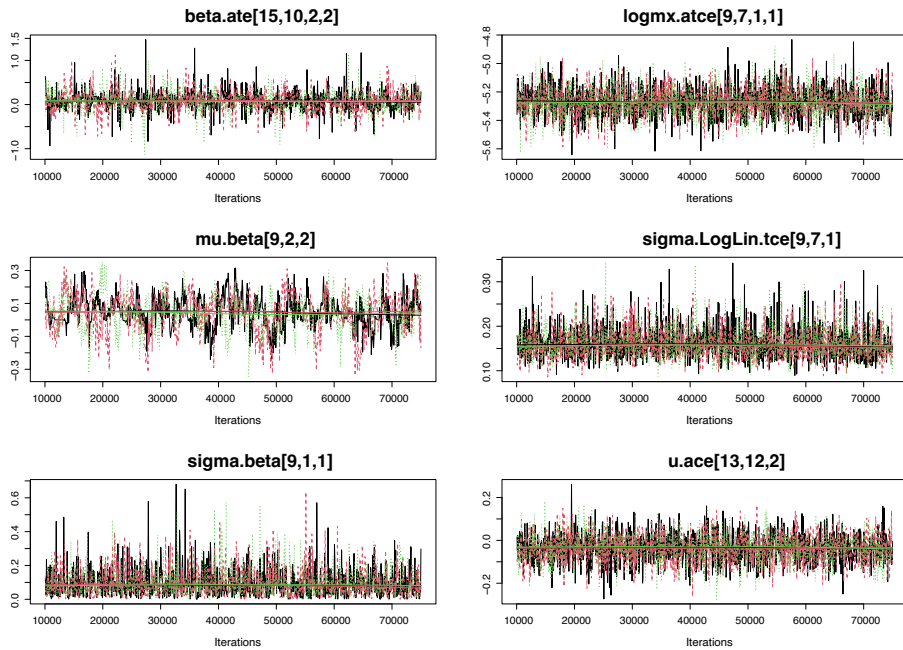 beta.ate[15,10,2,2]
−1.0 0.0 1.0 1.5
10000 20000 30000 40000 50000 60000 70000
Iterations
logmx.atce[9,7,1,1]
−5.6 −5.4 −5.2 −5.0 −4.8
10000 20000 30000 40000 50000 60000 70000
Iterations
mu.beta[9,2,2]
−0.3 −0.1 0.0 0.1 0.3
10000 20000 30000 40000 50000 60000 70000
Iterations
sigma.LogLin.tce[9,7,1]
0.10 0.20 0.30
10000 20000 30000 40000 50000 60000 70000
Iterations
sigma.beta[9,1,1]
0.0 0.1 0.2 0.4 0.6
10000 20000 30000 40000 50000 60000 70000
Iterations
u.ace[13,12,2]
−0.2 0.0 0.2
10000 20000 30000 40000 50000 60000 70000
Iterations